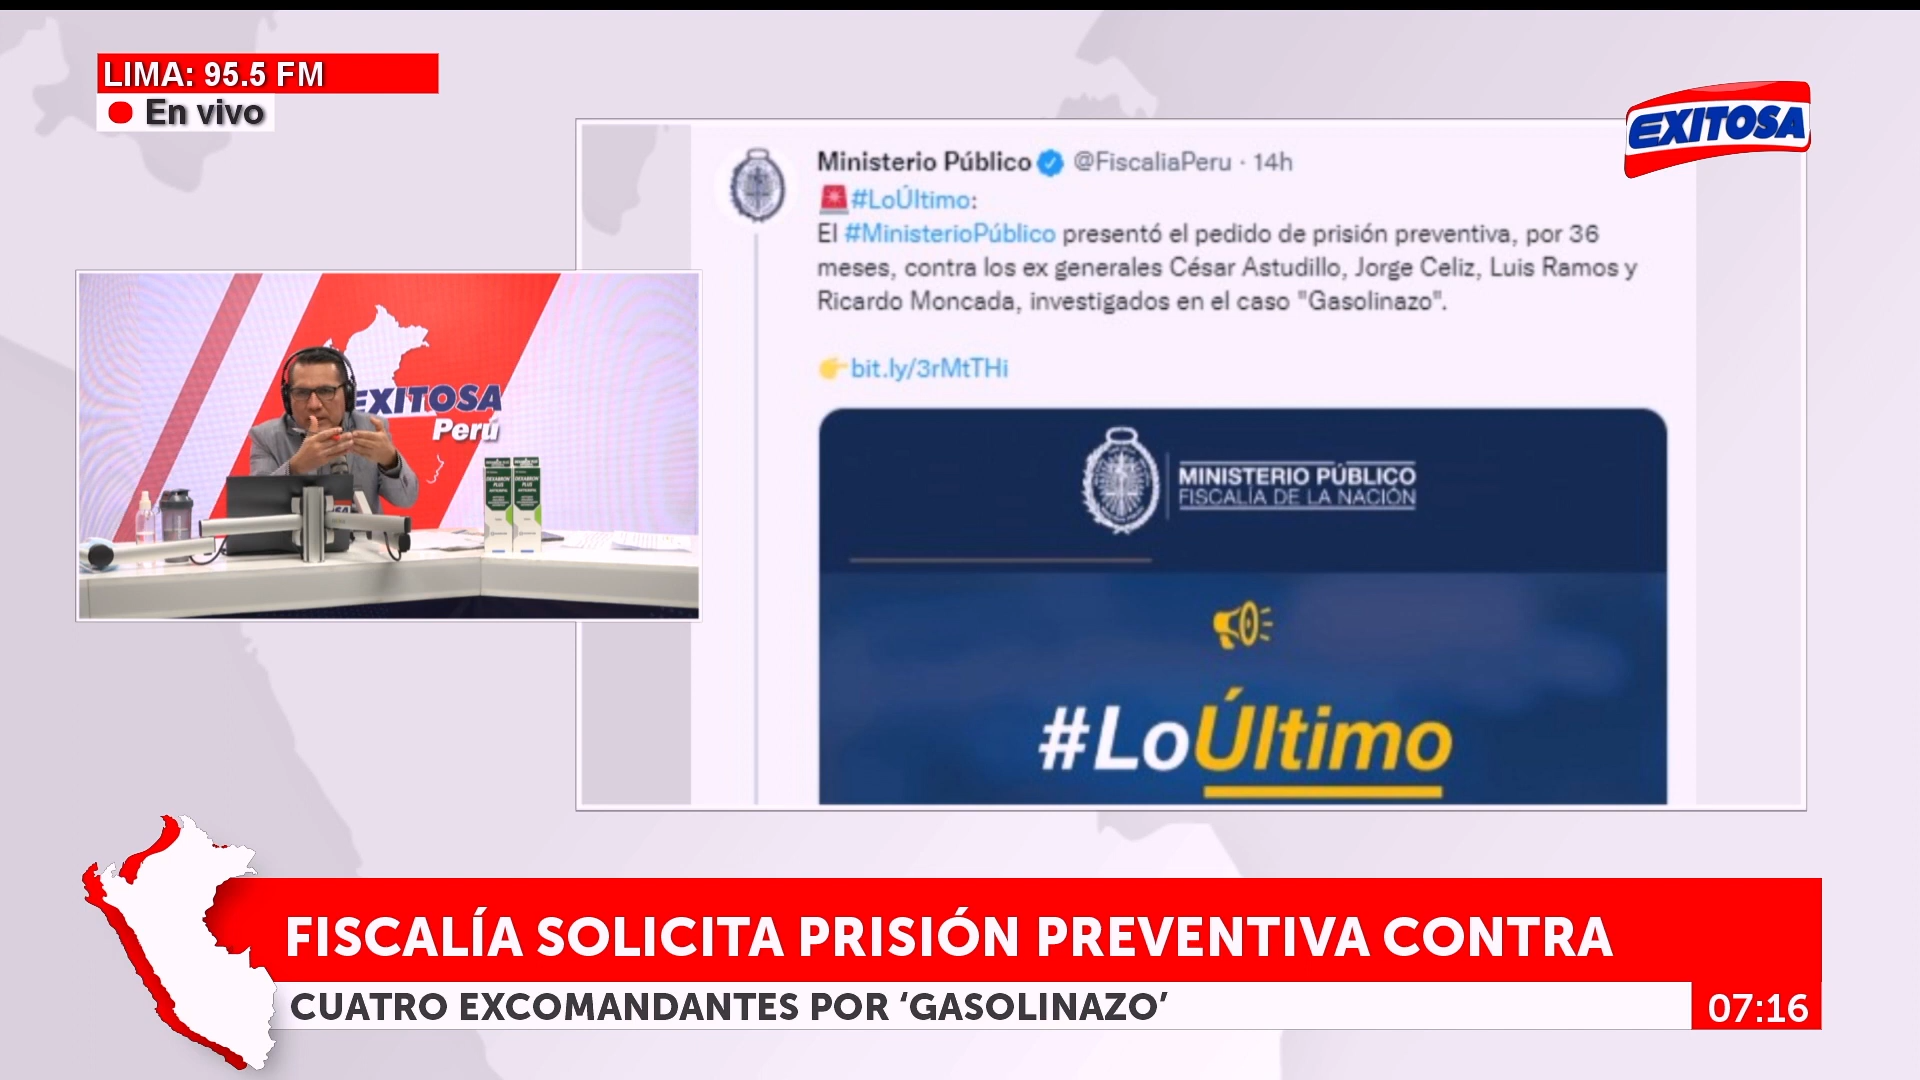 LIMA: 95.5 FM
En vivo
EXITOSA
Ministerio Público @FiscaliaPeru · 14h
#LoÚltimo:
El #MinisterioPúblico presentó el pedido de prisión preventiva, por 36
meses, contra los ex generales César Astudillo, Jorge Celiz, Luis Ramos y
Ricardo Moncada, investigados en el caso "Gasolinazo".
bit.ly/3rMtTHi
MINISTERIO PÚBLICO
FISCALÍA DE LA NACIÓN
#LoÚltimo
EXITOSA
Perú
FISCALÍA SOLICITA PRISIÓN PREVENTIVA CONTRA
CUATRO EXCOMANDANTES POR ‘GASOLINAZO’
07:16